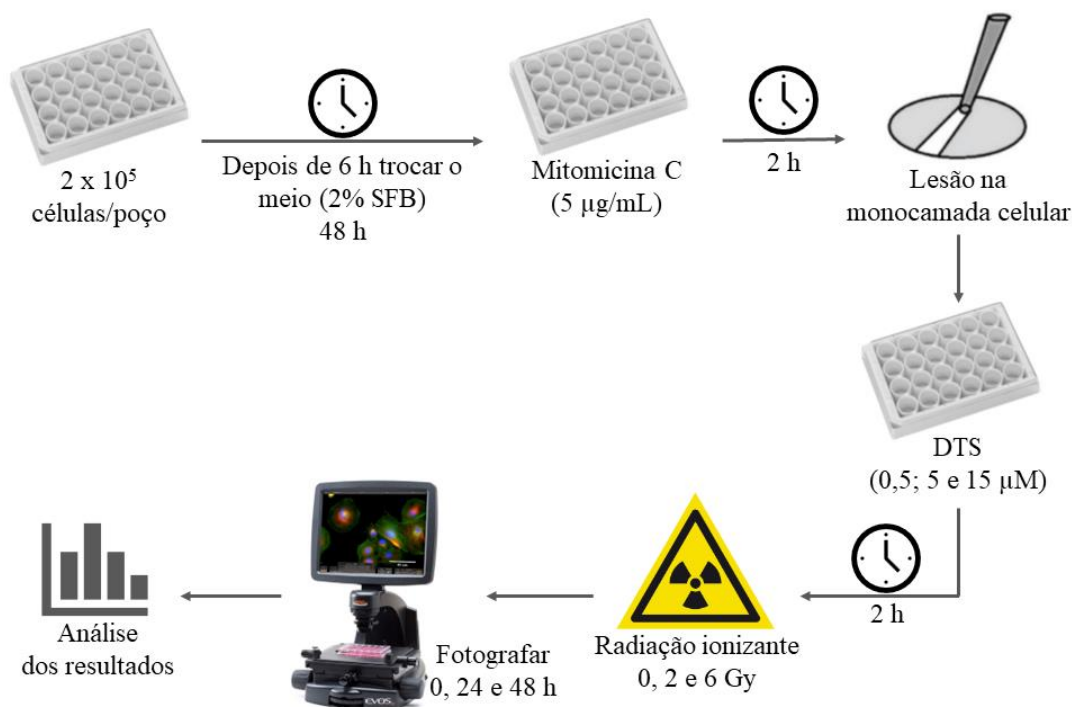 2 x 10⁵
células/poço
Depois de 6 h trocar o
meio (2% SFB)
48 h
Mitomicina C
(5 µg/mL)
2 h
Lesão na
monocamada celular
DTS
(0,5; 5 e 15 µM)
2 h
Radiação ionizante
0, 2 e 6 Gy
Fotografar
0, 24 e 48 h
EVOS
Análise
dos resultados